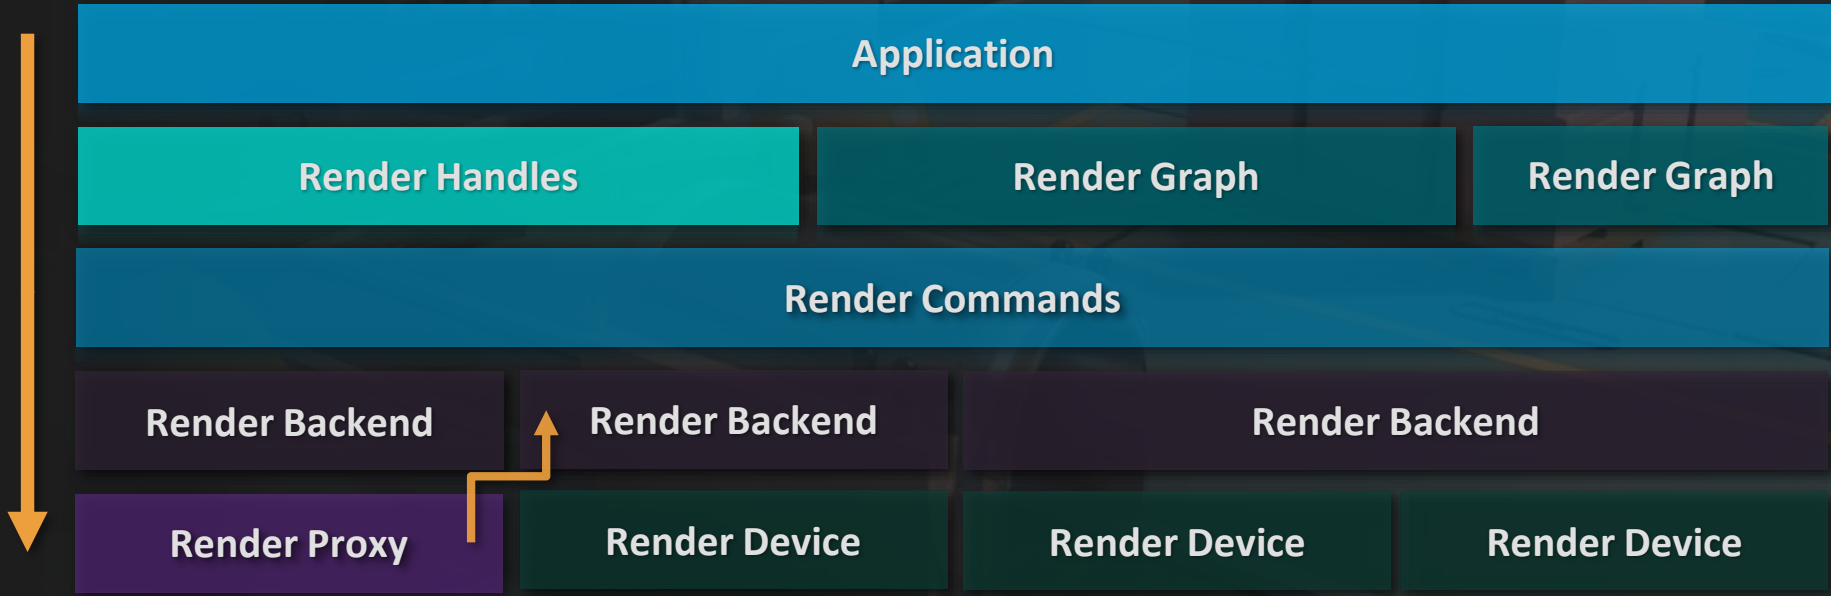 Application
Render Handles
Render Graph
Render Graph
Render Commands
Render Backend
Render Backend
Render Backend
Render Proxy
Render Device
Render Device
Render Device